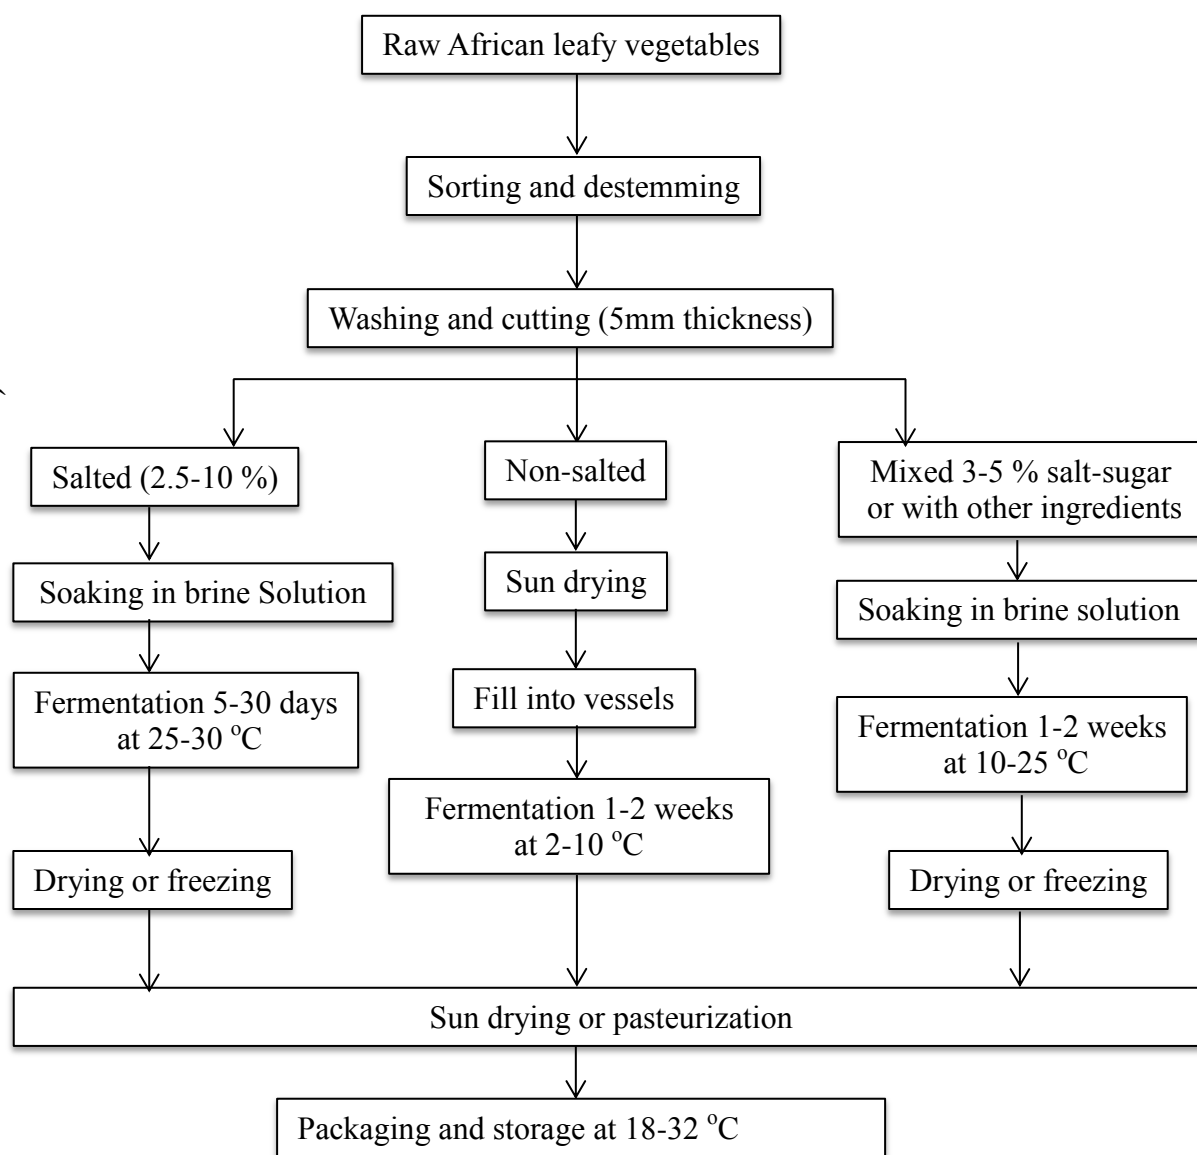 Raw African leafy vegetables
Sorting and destemming
Washing and cutting (5mm thickness)
Salted (2.5-10 %)
Soaking in brine Solution
Fermentation 5-30 days
at 25-30 °C
Drying or freezing
Non-salted
Sun drying
Fill into vessels
Fermentation 1-2 weeks
at 2-10 °C
Mixed 3-5 % salt-sugar
or with other ingredients
Soaking in brine solution
Fermentation 1-2 weeks
at 10-25 °C
Drying or freezing
Sun drying or pasteurization
Packaging and storage at 18-32 °C